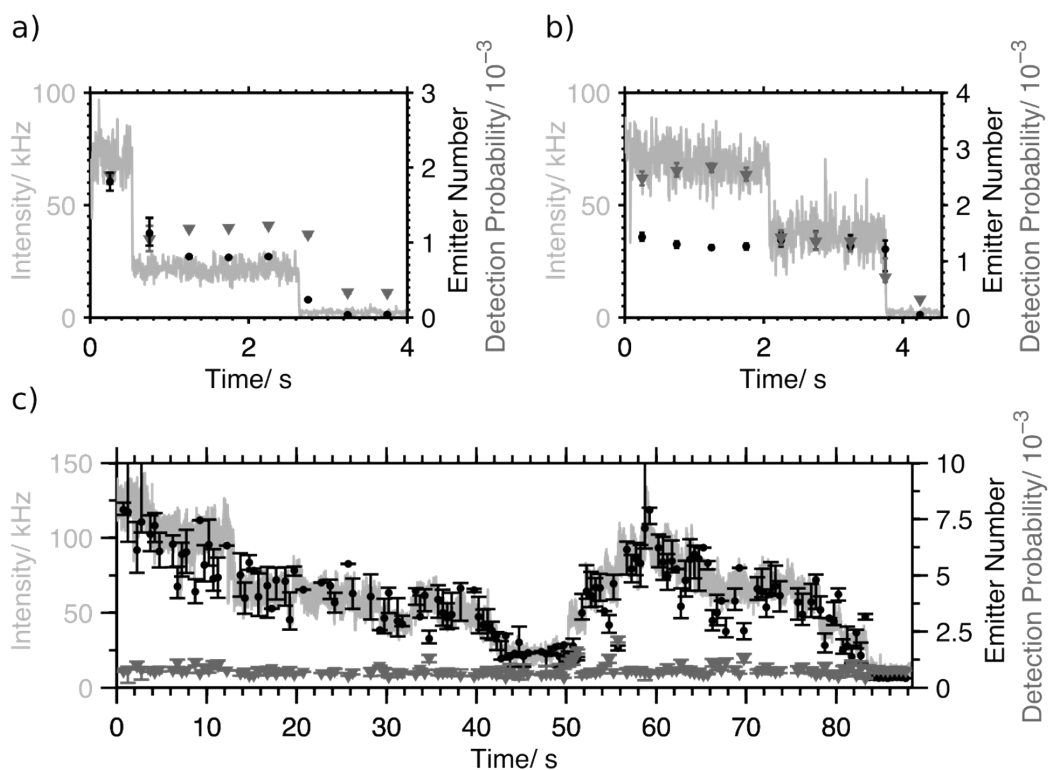 a)
b)
100
50
0
Intensity/ kHz
3
2
1
0
Emitter Number
Detection Probability/ 10⁻³
0 2 4
Time/ s
100
50
0
Intensity/ kHz
4
3
2
1
0
Emitter Number
Detection Probability/ 10⁻³
0 2 4
Time/ s
c)
150
100
50
0
Intensity/ kHz
10
7.5
5
2.5
0
Emitter Number
Detection Probability/ 10⁻³
0 10 20 30 40 50 60 70 80
Time/ s